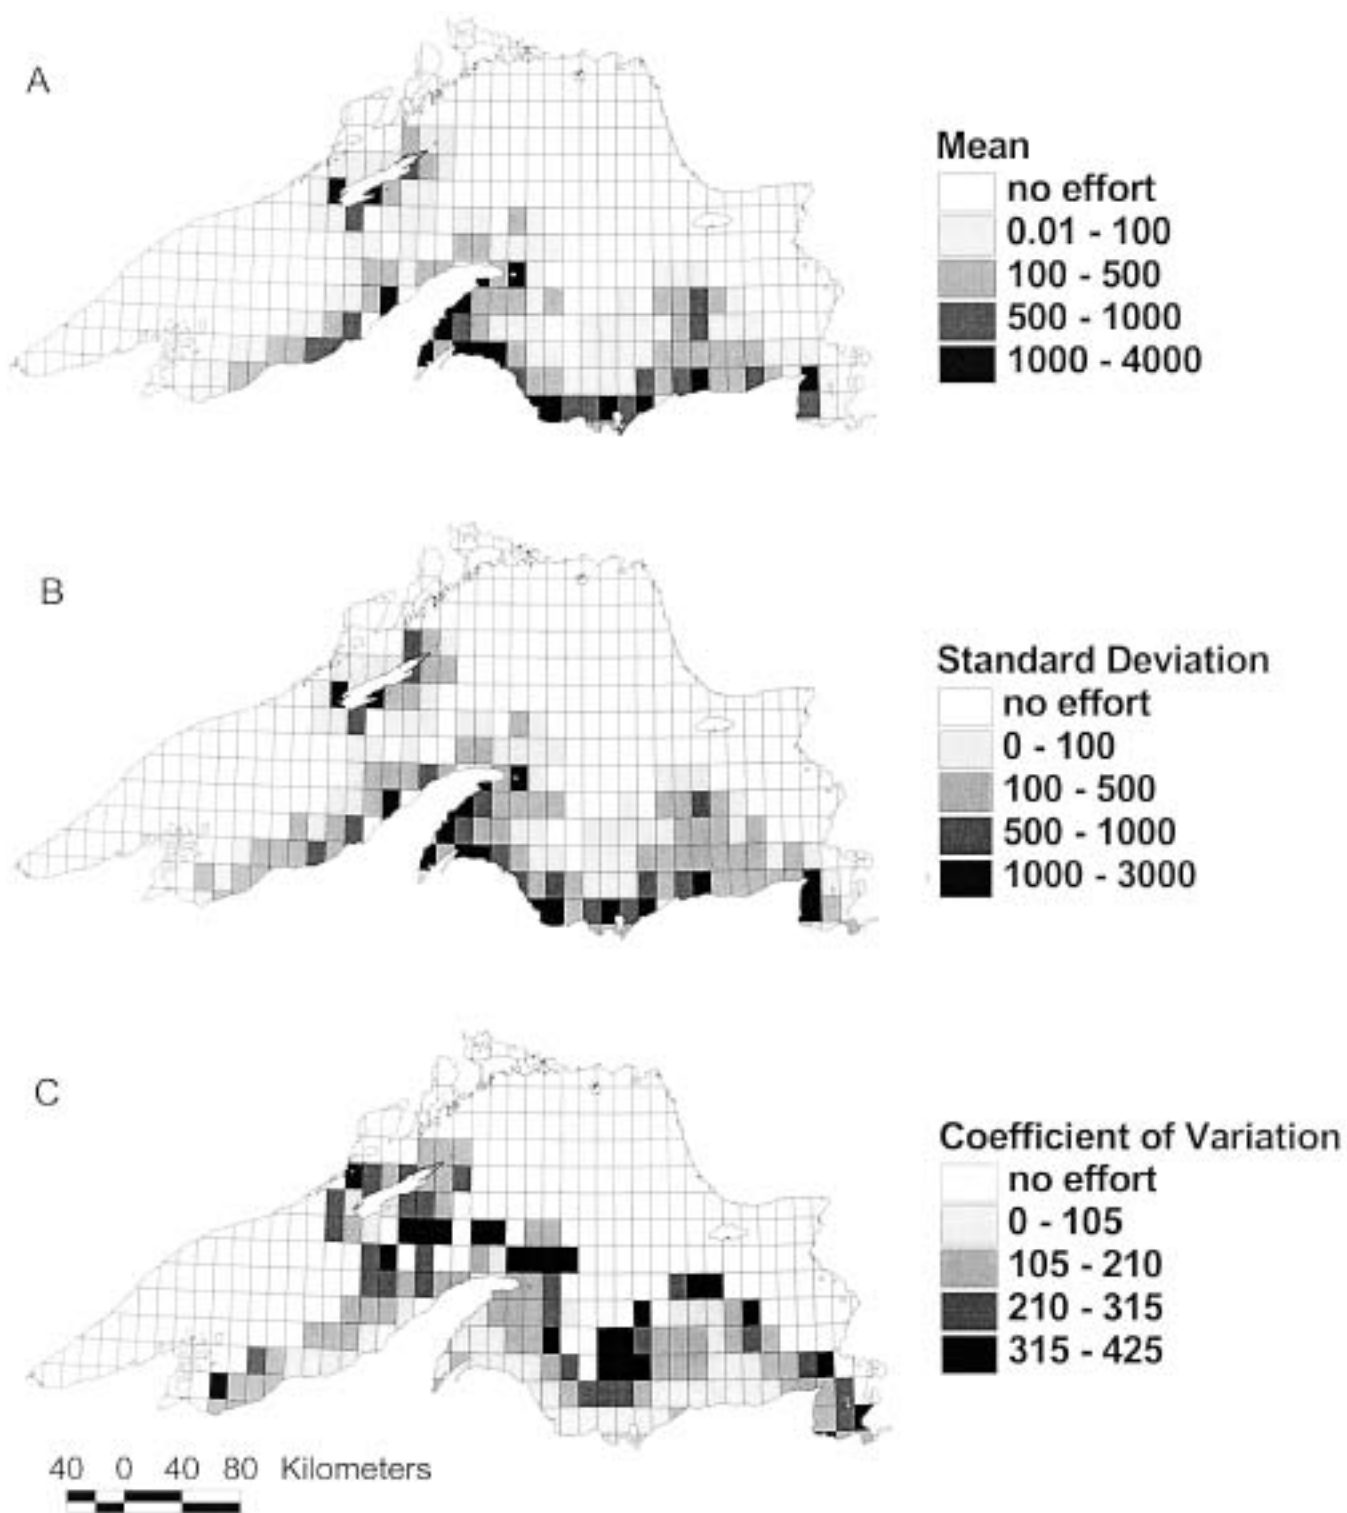 A
Mean
no effort
0.01 - 100
100 - 500
500 - 1000
1000 - 4000
B
Standard Deviation
no effort
0 - 100
100 - 500
500 - 1000
1000 - 3000
C
Coefficient of Variation
no effort
0 - 105
105 - 210
210 - 315
315 - 425
40 0 40 80 Kilometers